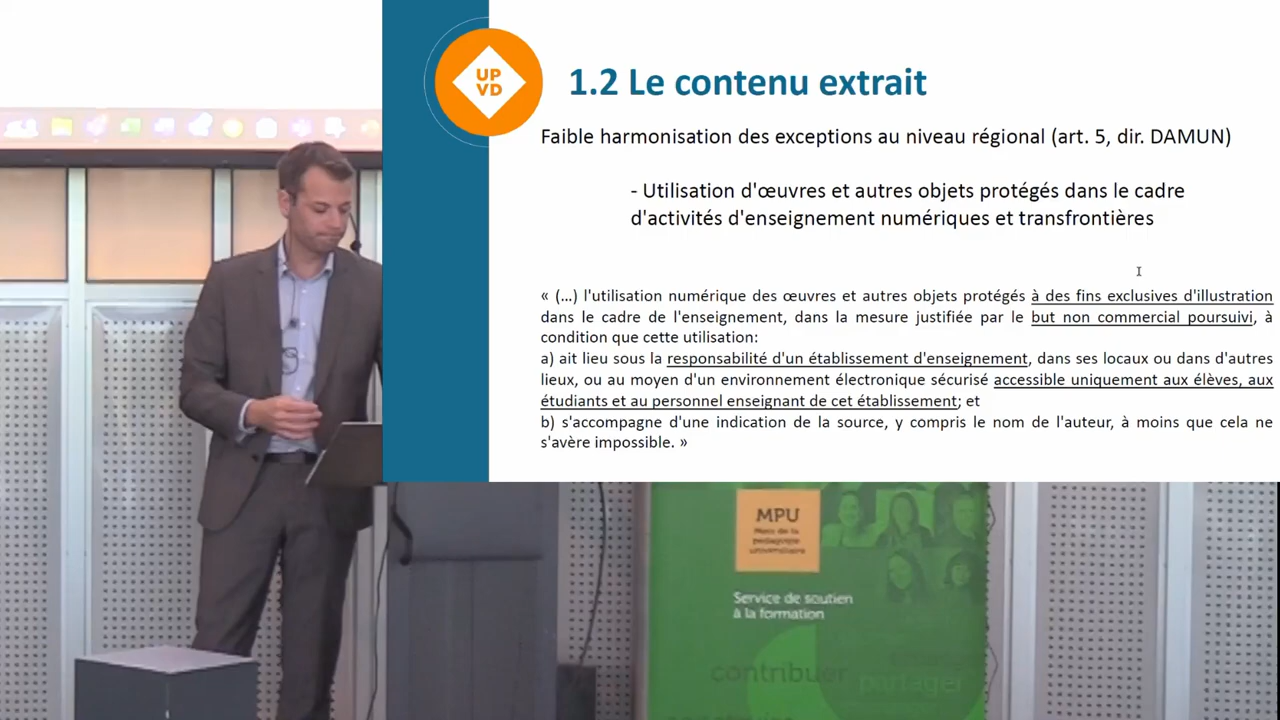 UP
VD
1.2 Le contenu extrait
Faible harmonisation des exceptions au niveau régional (art. 5, dir. DAMUN)
- Utilisation d'œuvres et autres objets protégés dans le cadre
d'activités d'enseignement numériques et transfrontières
« (…) l'utilisation numérique des œuvres et autres objets protégés à des fins exclusives d'illustration
dans le cadre de l'enseignement, dans la mesure justifiée par le but non commercial poursuivi, à
condition que cette utilisation:
a) ait lieu sous la responsabilité d'un établissement d'enseignement, dans ses locaux ou dans d'autres
lieux, ou au moyen d'un environnement électronique sécurisé accessible uniquement aux élèves, aux
étudiants et au personnel enseignant de cet établissement; et
b) s'accompagne d'une indication de la source, y compris le nom de l'auteur, à moins que cela ne
s'avère impossible. »
MPU
Mois de la
pédagogie
universitaire
Service de soutien
à la formation
contribuer
partager